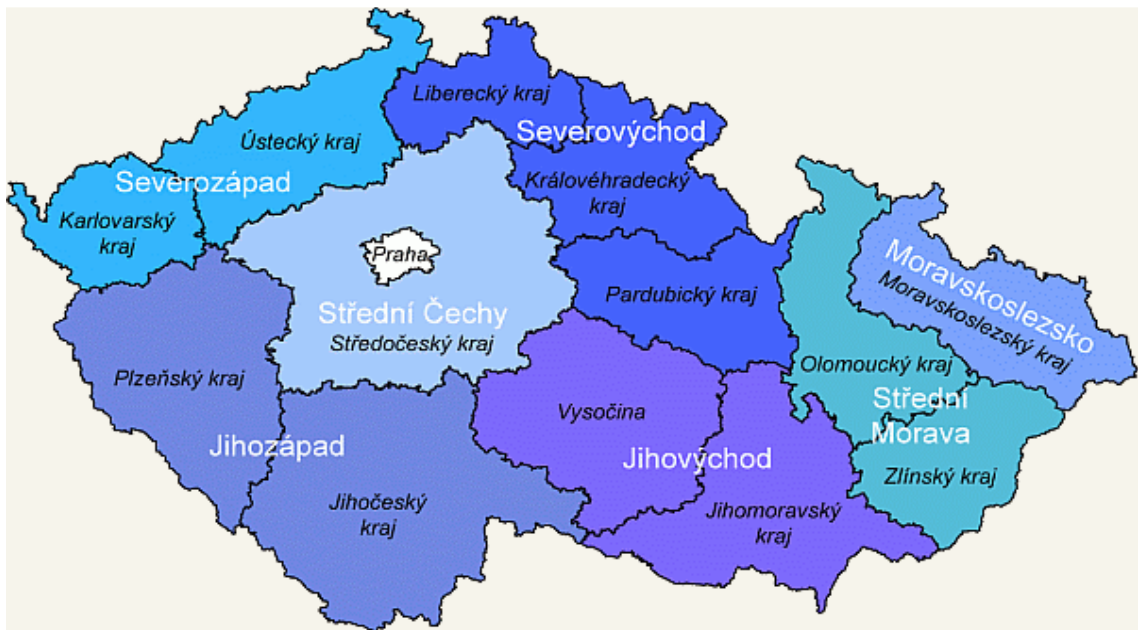 Liberecký kraj
Severovýchod
Ústecký kraj
Severozápad
Královéhradecký
kraj
Karlovarský
kraj
Praha
Moravskoslezsko
Moravskoslezský kraj
Pardubický kraj
Střední Čechy
Středočeský kraj
Olomoucký kraj
Plzeňský kraj
Střední
Morava
Vysočina
Jihozápad
Jihovýchod
Zlínský kraj
Jihočeský
kraj
Jihomoravský
kraj